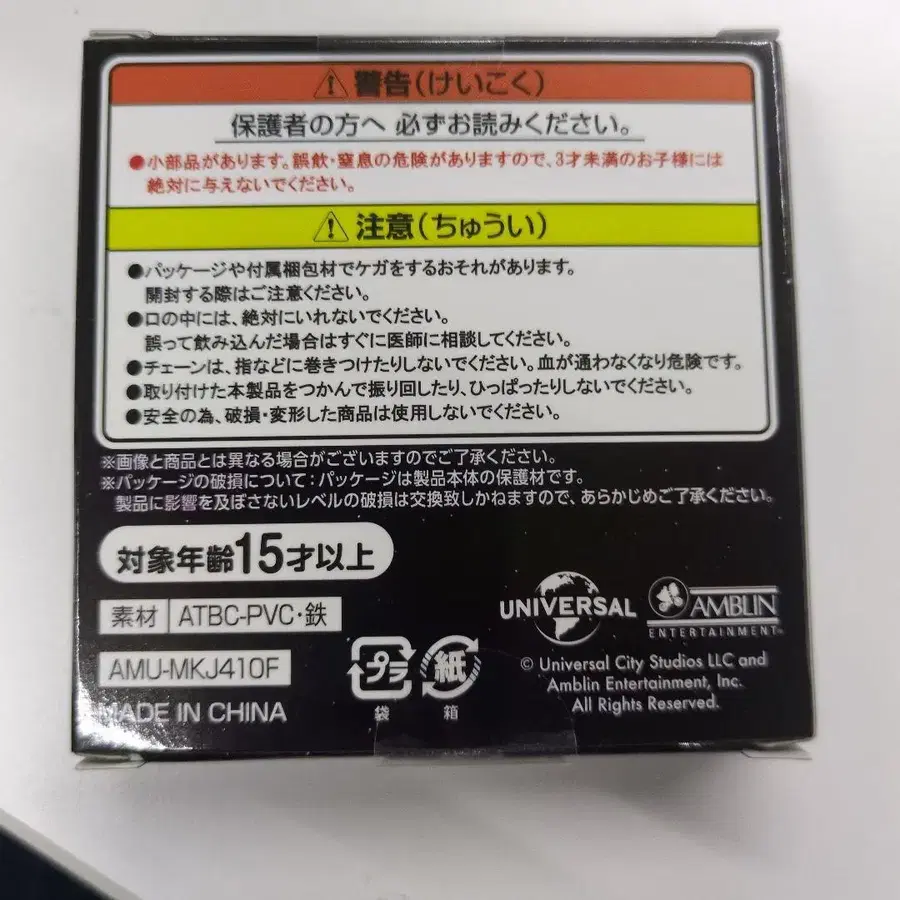 ⚠警告(けいこく)
保護者の方へ 必ずお読みください。
●小部品があります。誤飲・窒息の危険がありますので、3才未満のお子様には
絶対に与えないでください。
⚠注意(ちゅうい)
●パッケージや付属梱包材でケガをするおそれがあります。
開封する際はご注意ください。
●口の中には、絶対にいれないでください。
誤って飲み込んだ場合はすぐに医師に相談してください。
●チェーンは、指などに巻きつけたりしないでください。血が通わなくなり危険です。
●取り付けた本製品をつかんで振り回したり、ひっぱったりしないでください。
●安全の為、破損・変形した商品は使用しないでください。
※画像と商品とは異なる場合がございますのでご了承ください。
※パッケージの破損について:パッケージは製品本体の保護材です。
製品に影響を及ぼさないレベルの破損は交換致しかねますので、あらかじめご了承ください。
対象年齢15才以上
素材 ATBC-PVC・鉄
AMU-MKJ410F
MADE IN CHINA
プラ
袋
紙
箱
UNIVERSAL
AMBLIN
ENTERTAINMENT
© Universal City Studios LLC and
Amblin Entertainment, Inc.
All Rights Reserved.